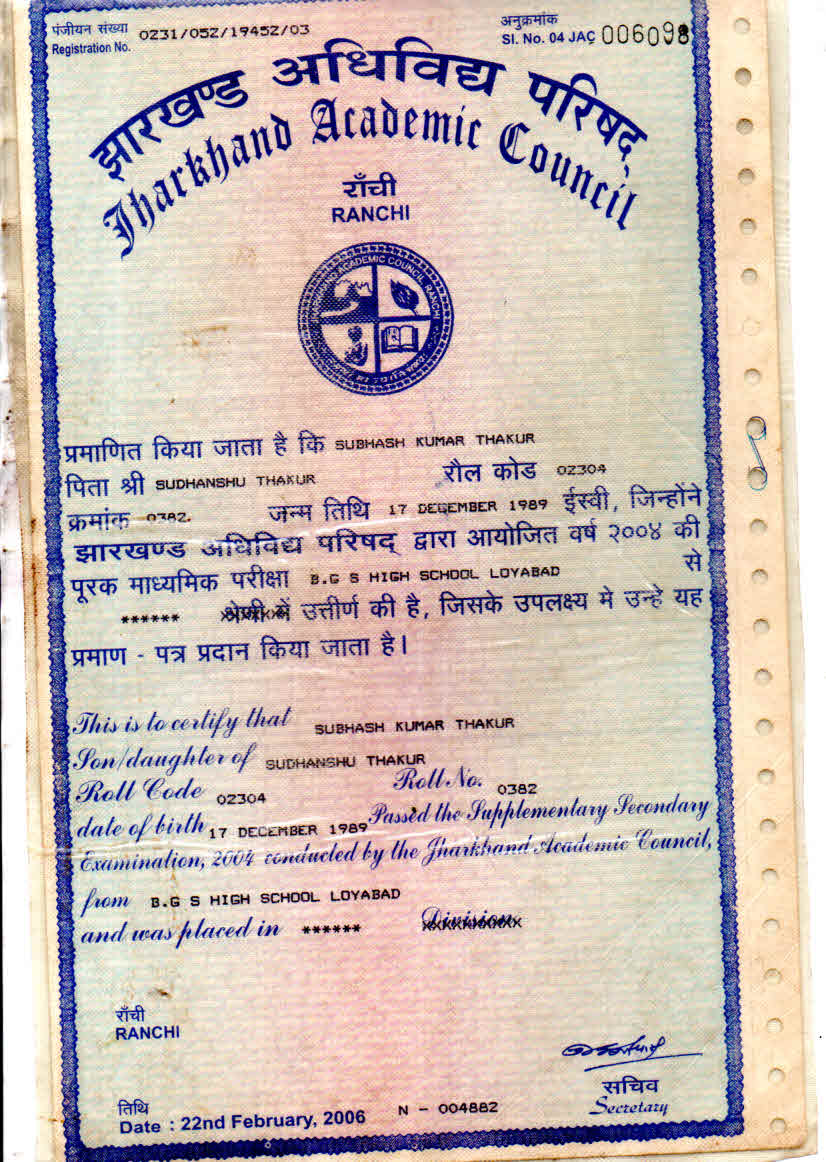 पंजीयन संख्या 0231/05Z/19452/03
Registration No.
अनुक्रमांक
Sl. No. 04 JAC 006098
झारखण्ड अधिविद्य परिषद्
Jharkhand Academic Council
राँची
RANCHI
ACADEMIC COUNCIL RANCHI
प्रमाणित किया जाता है कि SUBHASH KUMAR THAKUR
पिता श्री SUDHANSHU THAKUR रौल कोड 02304
क्रमांक 0382. जन्म तिथि 17 DECEMBER 1989 ईस्वी, जिन्होंने
झारखण्ड अधिविद्य परिषद् द्वारा आयोजित वर्ष २००४ की
पूरक माध्यमिक परीक्षा B.G S HIGH SCHOOL LOYABAD से
****** श्रेणी में उत्तीर्ण की है, जिसके उपलक्ष्य मे उन्हे यह
प्रमाण - पत्र प्रदान किया जाता है।
This is to certify that SUBHASH KUMAR THAKUR
Son/daughter of SUDHANSHU THAKUR
Roll Code 02304 Roll No. 0382
date of birth 17 DECEMBER 1989 Passed the Supplementary Secondary
Examination, 2004 conducted by the Jharkhand Academic Council,
from B.G S HIGH SCHOOL LOYABAD
and was placed in ****** Division
राँची
RANCHI
सचिव
Secretary
तिथि
Date : 22nd February, 2006 N - 004882